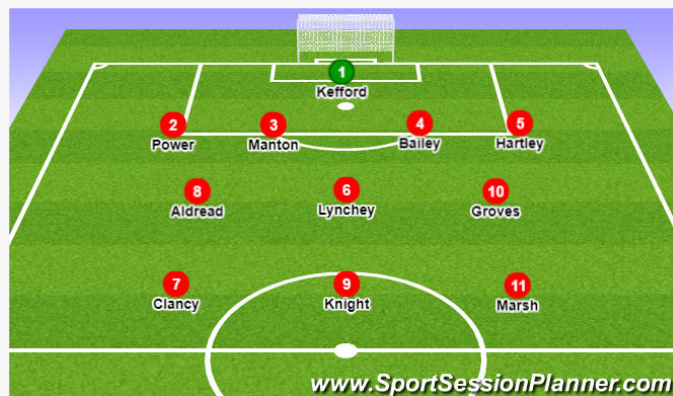 1
Kefford
2
Power
3
Manton
4
Bailey
5
Hartley
8
Aldread
6
Lynchey
10
Groves
7
Clancy
9
Knight
11
Marsh
www.SportSessionPlanner.com